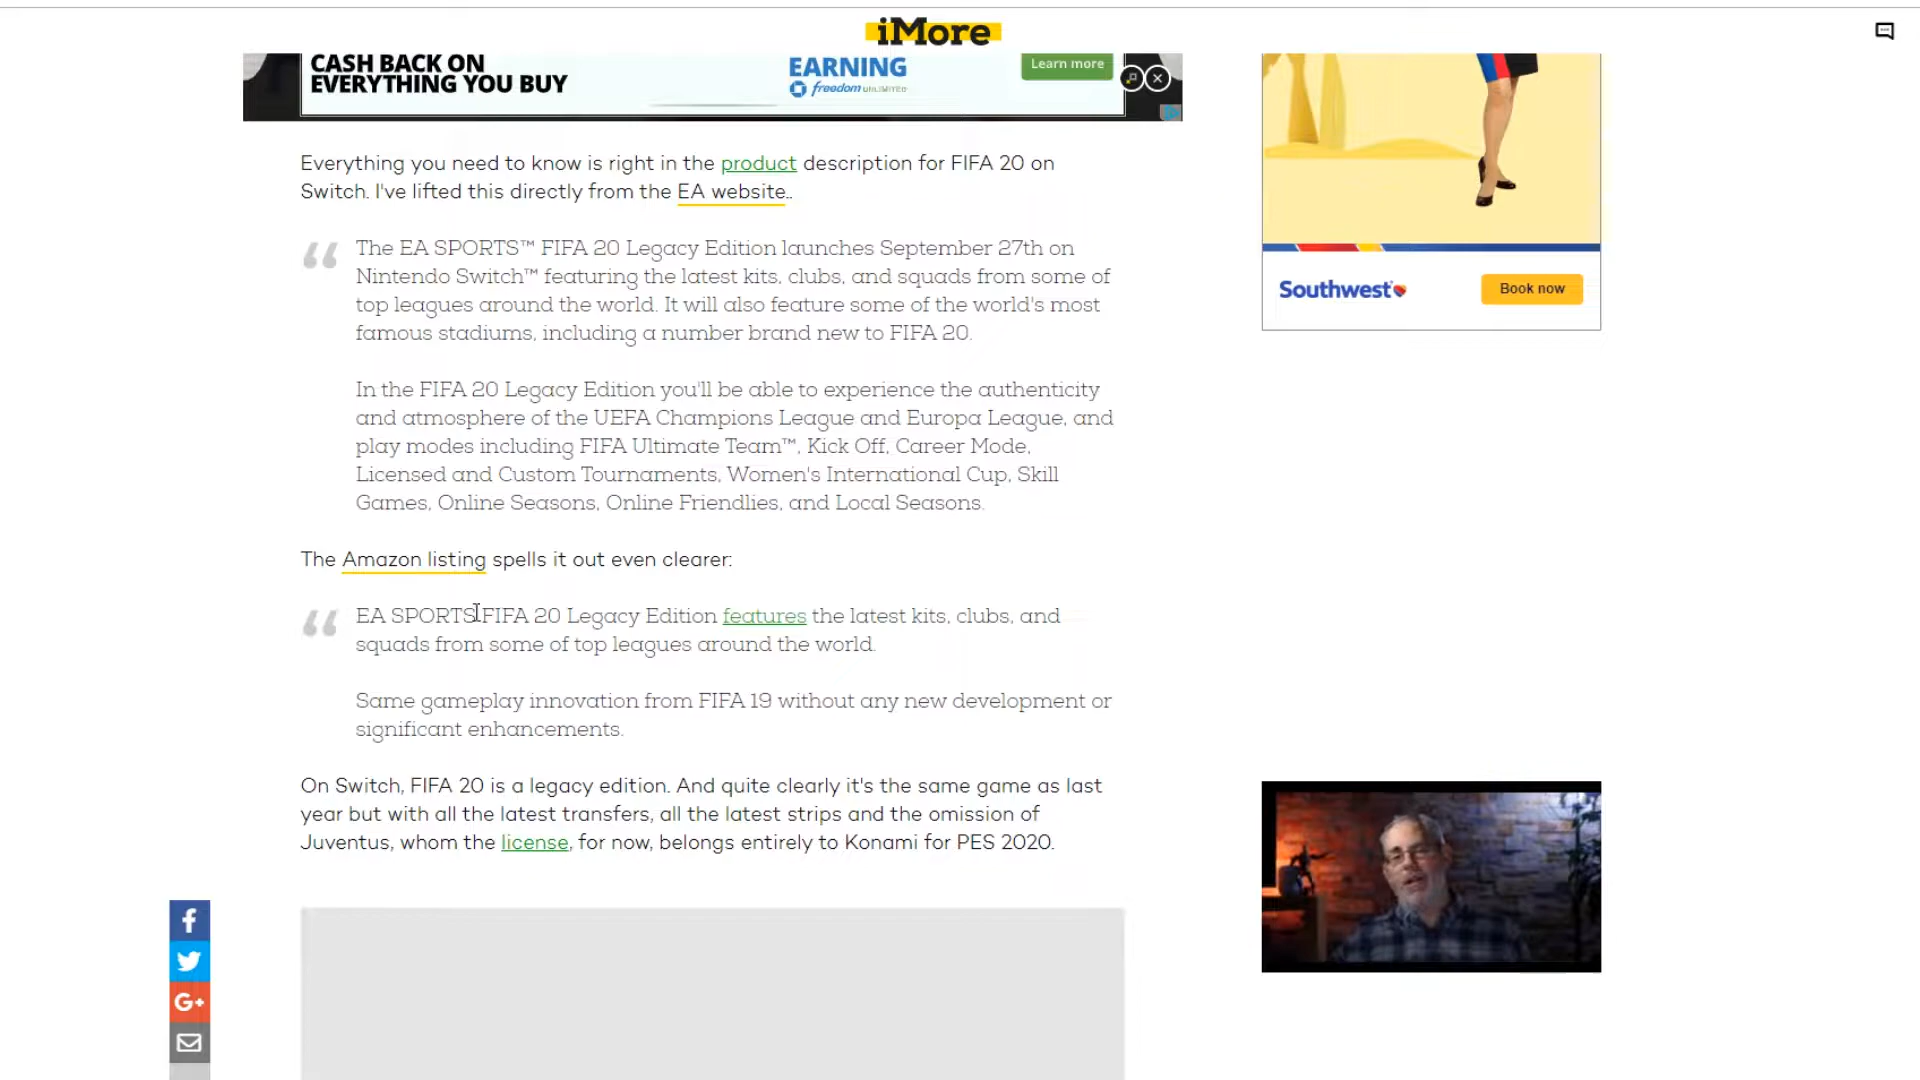 iMore
CASH BACK ON
EVERYTHING YOU BUY
EARNING
freedom UNLIMITED
Learn more
Everything you need to know is right in the product description for FIFA 20 on
Switch. I've lifted this directly from the EA website..
“ The EA SPORTS™ FIFA 20 Legacy Edition launches September 27th on
Nintendo Switch™ featuring the latest kits, clubs, and squads from some of
top leagues around the world. It will also feature some of the world's most
famous stadiums, including a number brand new to FIFA 20.
In the FIFA 20 Legacy Edition you'll be able to experience the authenticity
and atmosphere of the UEFA Champions League and Europa League, and
play modes including FIFA Ultimate Team™, Kick Off, Career Mode,
Licensed and Custom Tournaments, Women's International Cup, Skill
Games, Online Seasons, Online Friendlies, and Local Seasons.
The Amazon listing spells it out even clearer:
“ EA SPORTS FIFA 20 Legacy Edition features the latest kits, clubs, and
squads from some of top leagues around the world.
Same gameplay innovation from FIFA 19 without any new development or
significant enhancements.
On Switch, FIFA 20 is a legacy edition. And quite clearly it's the same game as last
year but with all the latest transfers, all the latest strips and the omission of
Juventus, whom the license, for now, belongs entirely to Konami for PES 2020.
Southwest
Book now
f
G+